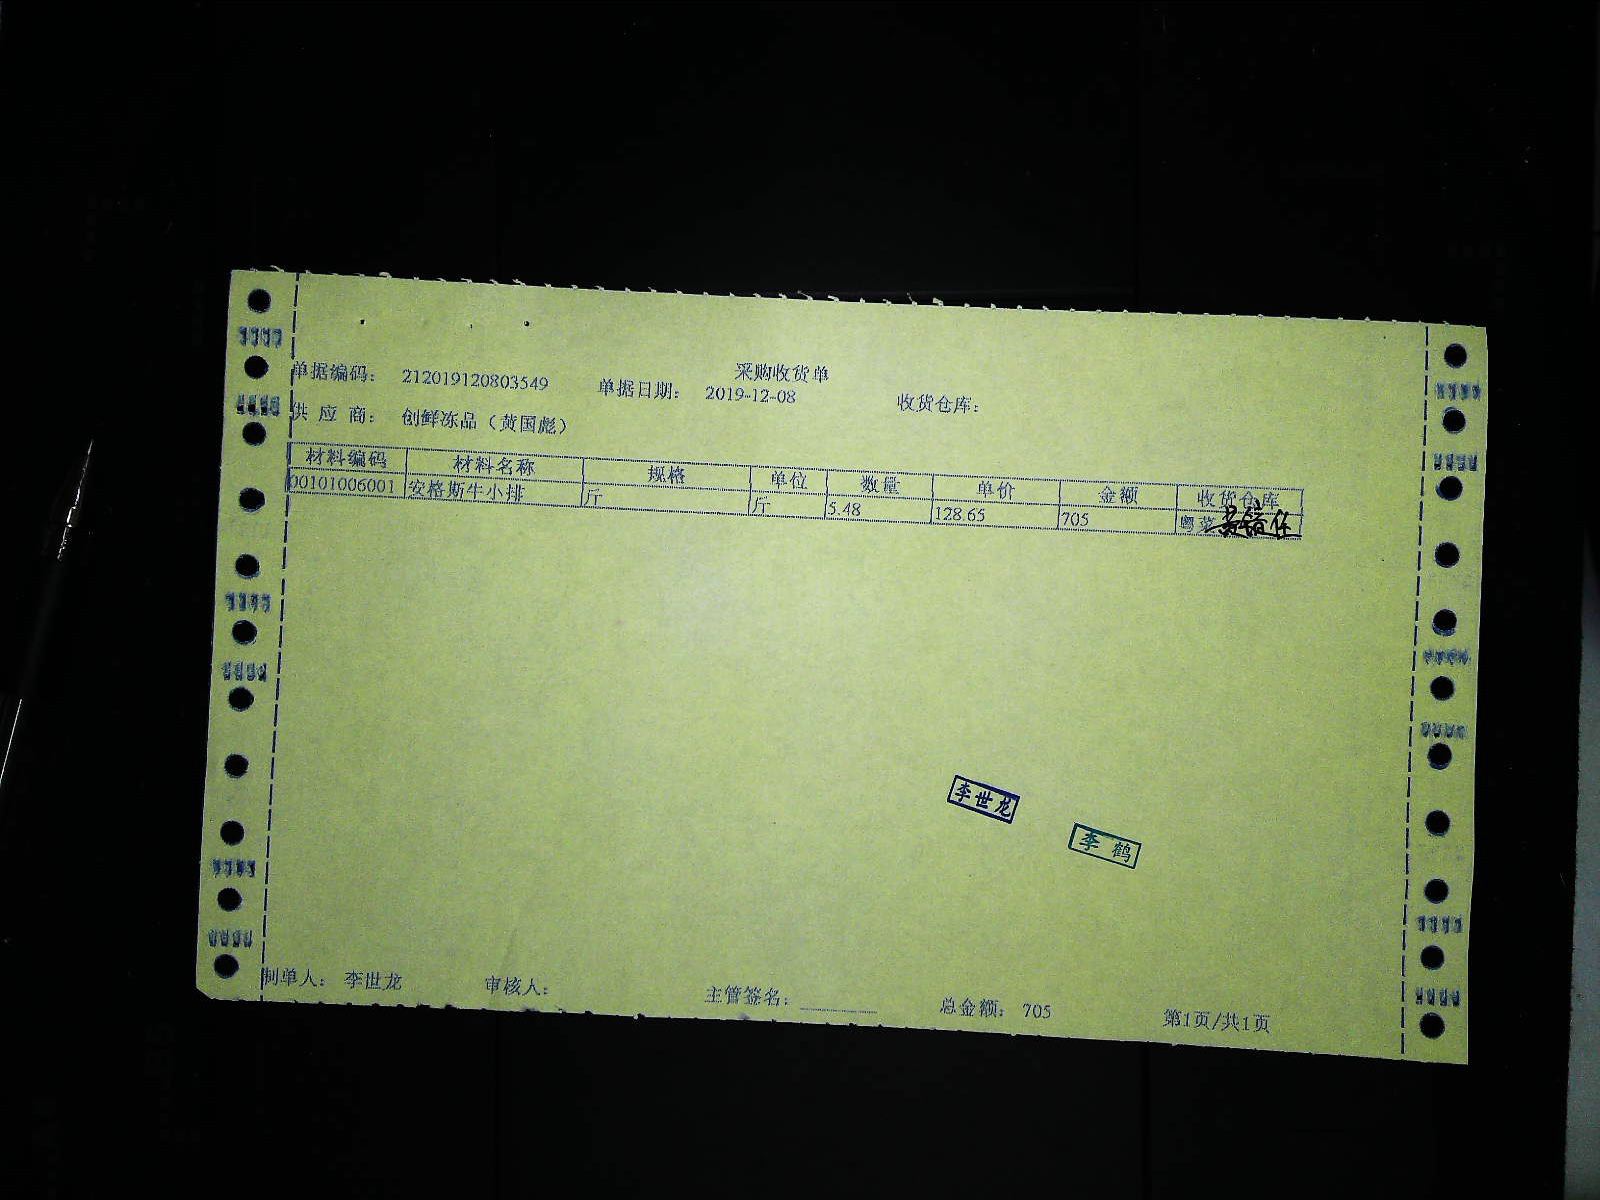 采购收货单
单据编码： 212019120803549 单据日期： 2019-12-08 收货仓库：
供 应 商： 创鲜冻品（黄国彪）
材料编码 材料名称 规格 单位 数量 单价 金额 收货仓库
00101006001 安格斯牛小排 斤 斤 5.48 128.65 705 粤菜
李世龙
李 鹤
制单人： 李世龙 审核人： 主管签名： 总金额： 705 第1页/共1页